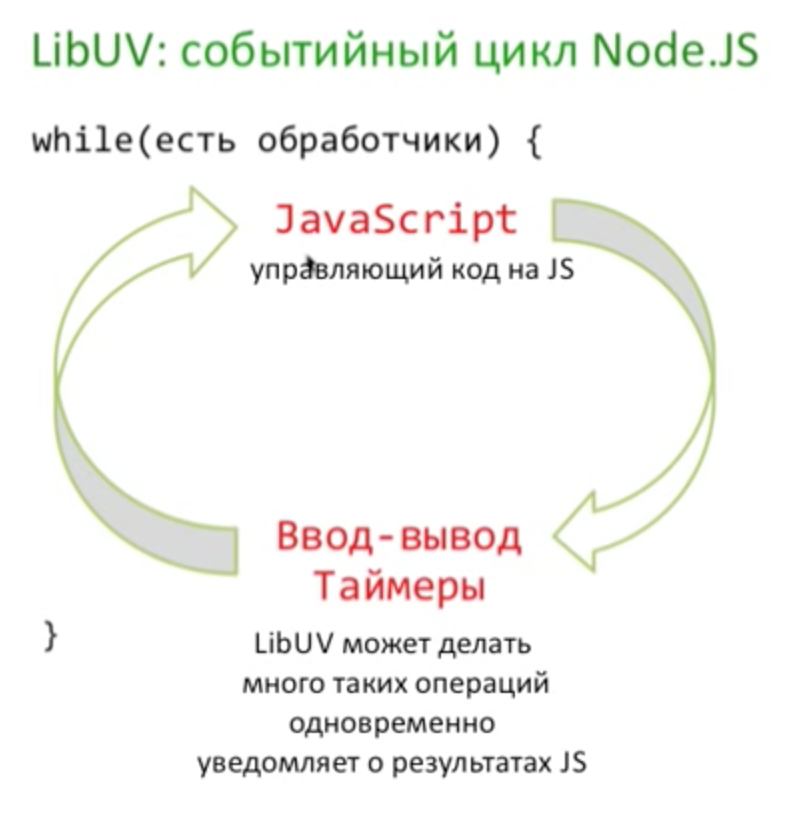 LibUV: событийный цикл Node.JS
while(есть обработчики) {
JavaScript
управляющий код на JS
Ввод-вывод
Таймеры
}
LibUV может делать
много таких операций
одновременно
уведомляет о результатах JS